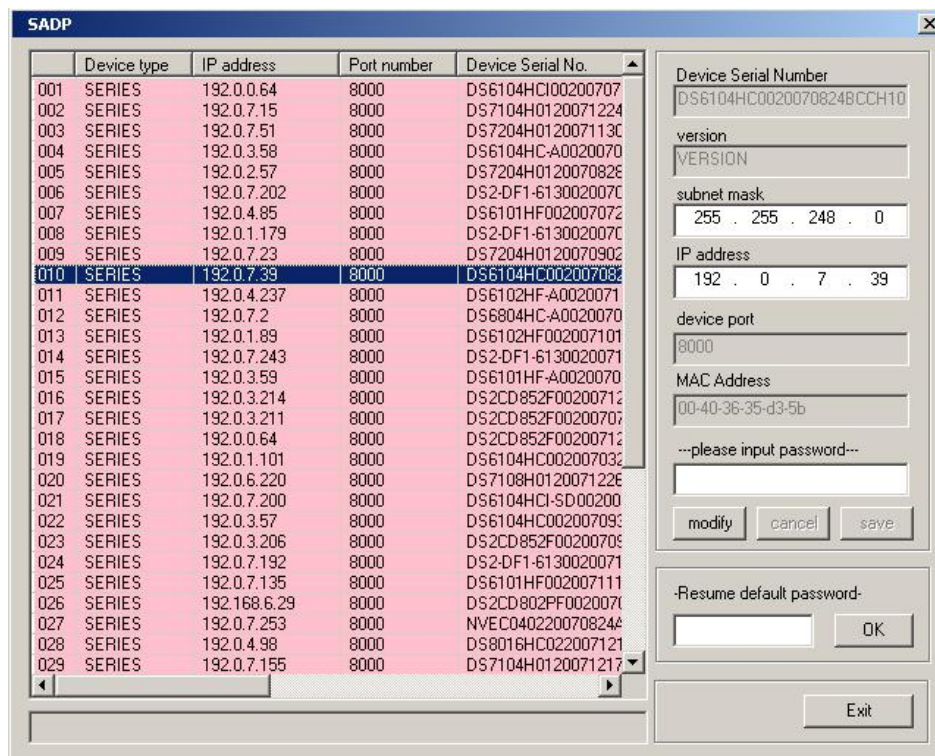 SADP
Device type IP address Port number Device Serial No.
001 SERIES 192.0.0.64 8000 DS6104HCI00200707
002 SERIES 192.0.7.15 8000 DS7104H0120071224
003 SERIES 192.0.7.51 8000 DS7204H0120071130
004 SERIES 192.0.3.58 8000 DS6104HC-A0020070
005 SERIES 192.0.2.57 8000 DS7204H0120070828
006 SERIES 192.0.7.202 8000 DS2-DF1-613002007C
007 SERIES 192.0.4.85 8000 DS6101HF002007072
008 SERIES 192.0.1.179 8000 DS2-DF1-613002007C
009 SERIES 192.0.7.23 8000 DS7204H0120070902
010 SERIES 192.0.7.39 8000 DS6104HC002007082
011 SERIES 192.0.4.237 8000 DS6102HF-A0020071
012 SERIES 192.0.7.2 8000 DS6804HC-A0020070
013 SERIES 192.0.1.89 8000 DS6102HF002007101
014 SERIES 192.0.7.243 8000 DS2-DF1-6130020071
015 SERIES 192.0.3.59 8000 DS6101HF-A0020070
016 SERIES 192.0.3.214 8000 DS2CD852F00200712
017 SERIES 192.0.3.211 8000 DS2CD852F00200707
018 SERIES 192.0.0.64 8000 DS2CD852F00200712
019 SERIES 192.0.1.101 8000 DS6104HC002007032
020 SERIES 192.0.6.220 8000 DS7108H0120071226
021 SERIES 192.0.7.200 8000 DS6104HCI-SD00200
022 SERIES 192.0.3.57 8000 DS6104HC002007093
023 SERIES 192.0.3.206 8000 DS2CD852F00200709
024 SERIES 192.0.7.192 8000 DS2-DF1-6130020071
025 SERIES 192.0.7.135 8000 DS6101HF002007111
026 SERIES 192.168.6.29 8000 DS2CD802PF0020070
027 SERIES 192.0.7.253 8000 NVEC040220070824A
028 SERIES 192.0.4.98 8000 DS8016HC022007121
029 SERIES 192.0.7.155 8000 DS7104H0120071217
Device Serial Number
DS6104HC0020070824BCCH10
version
VERSION
subnet mask
255 . 255 . 248 . 0
IP address
192 . 0 . 7 . 39
device port
8000
MAC Address
00-40-36-35-d3-5b
---please input password---
modify cancel save
-Resume default password-
OK
Exit